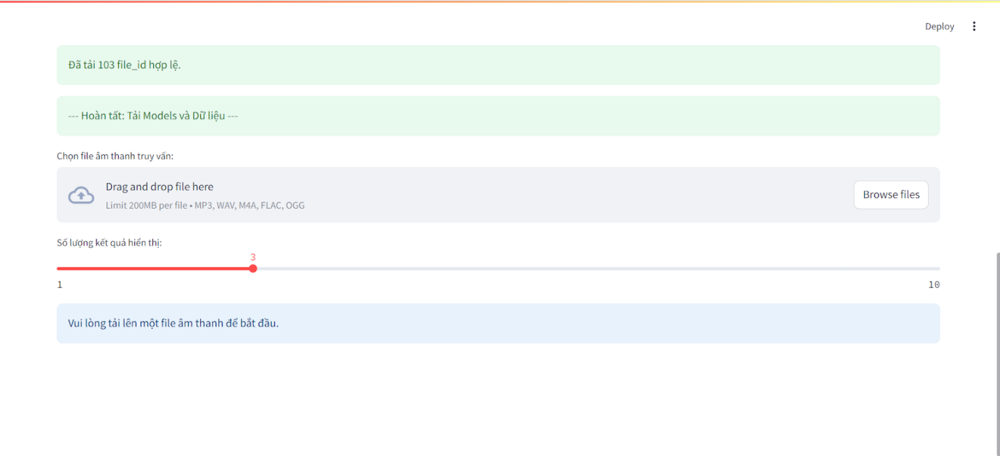 Deploy
Đã tải 103 file_id hợp lệ.
--- Hoàn tất: Tải Models và Dữ liệu ---
Chọn file âm thanh truy vấn:
Drag and drop file here
Limit 200MB per file • MP3, WAV, M4A, FLAC, OGG
Browse files
Số lượng kết quả hiển thị:
3
1
10
Vui lòng tải lên một file âm thanh để bắt đầu.